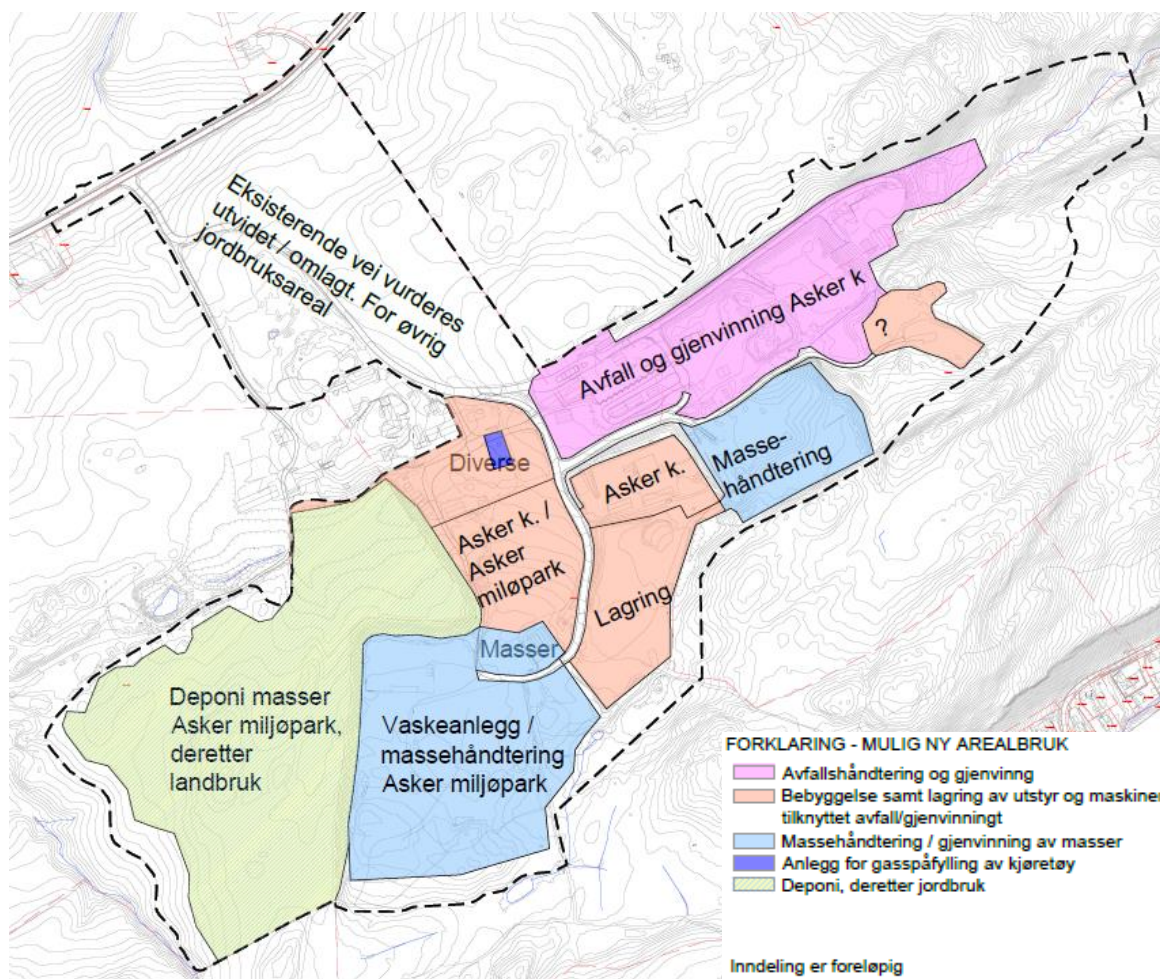 Eksisterende vei vurderes
utvidet / omlagt. For øvrig
jordbruksareal
Avfall og gjenvinning Asker k
?
Masse-
håndtering
Diverse
Asker k.
Asker k. /
Asker
miløpark
Lagring
Masser
Deponi masser
Asker miljøpark,
deretter
landbruk
Vaskeanlegg /
massehåndtering
Asker miljøpark
FORKLARING - MULIG NY AREALBRUK
Avfallshåndtering og gjenvinng
Bebyggelse samt lagring av utstyr og maskiner
tilknyttet avfall/gjenvinningt
Massehåndtering / gjenvinning av masser
Anlegg for gasspåfylling av kjøretøy
Deponi, deretter jordbruk
Inndeling er foreløpig